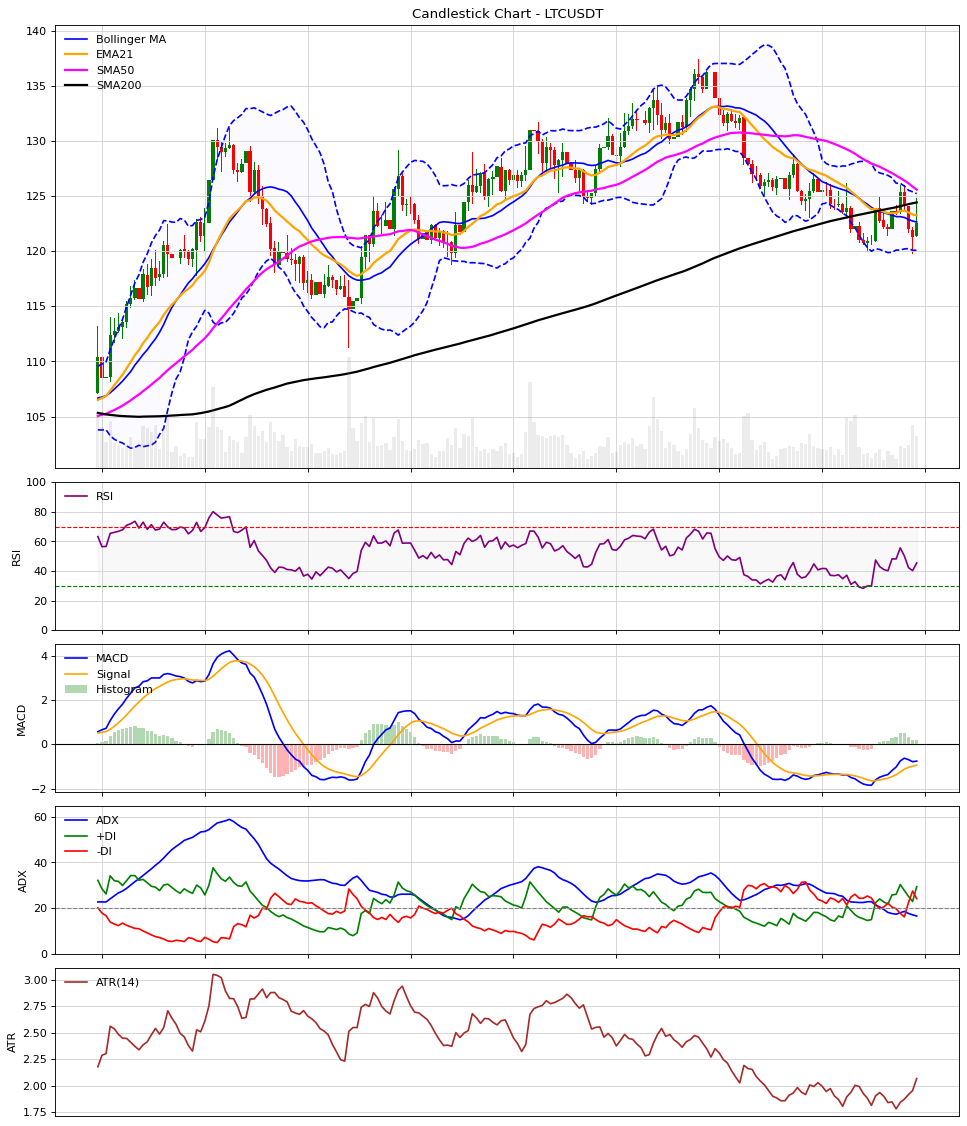 Candlestick Chart - LTCUSDT
140
135
130
125
120
115
110
105
Bollinger MA
EMA21
SMA50
SMA200
100
80
60
40
20
0
RSI
RSI
4
2
0
−2
MACD
MACD
Signal
Histogram
60
40
20
0
ADX
ADX
+DI
-DI
3.00
2.75
2.50
2.25
2.00
1.75
ATR
ATR(14)